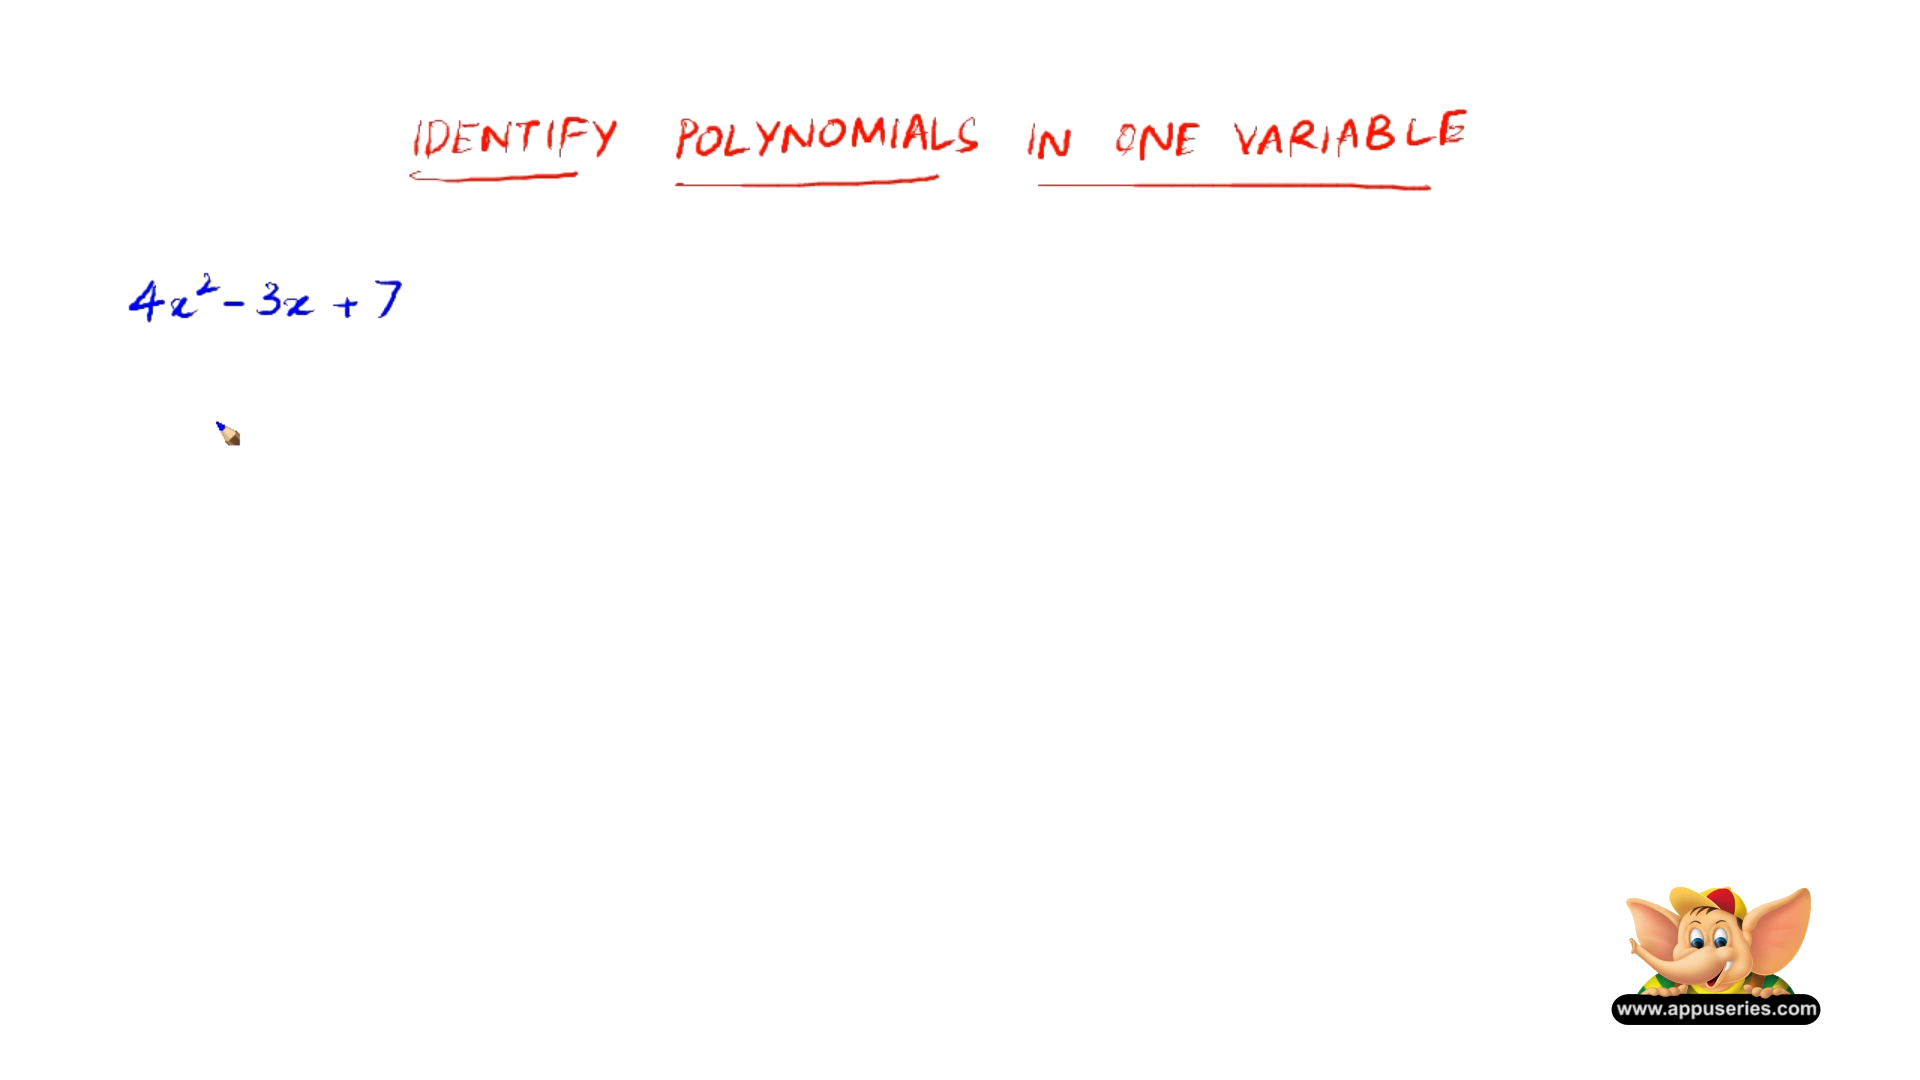 IDENTIFY POLYNOMIALS IN ONE VARIABLE
4x² - 3x + 7
www.appuseries.com